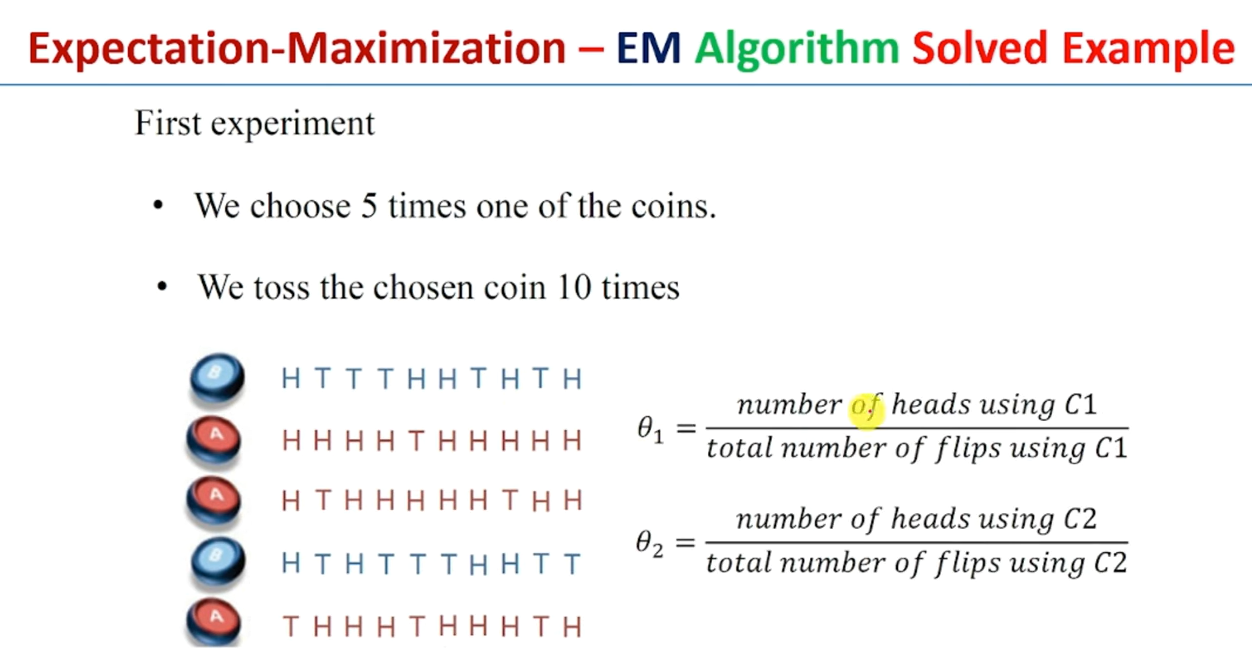 Expectation-Maximization – EM Algorithm Solved Example
First experiment
• We choose 5 times one of the coins.
• We toss the chosen coin 10 times
B H T T T H H T H T H
A H H H H T H H H H H
A H T H H H H H T H H
B H T H T T T H H T T
A T H H H T H H H T H
θ₁ = number of heads using C1
total number of flips using C1
θ₂ = number of heads using C2
total number of flips using C2